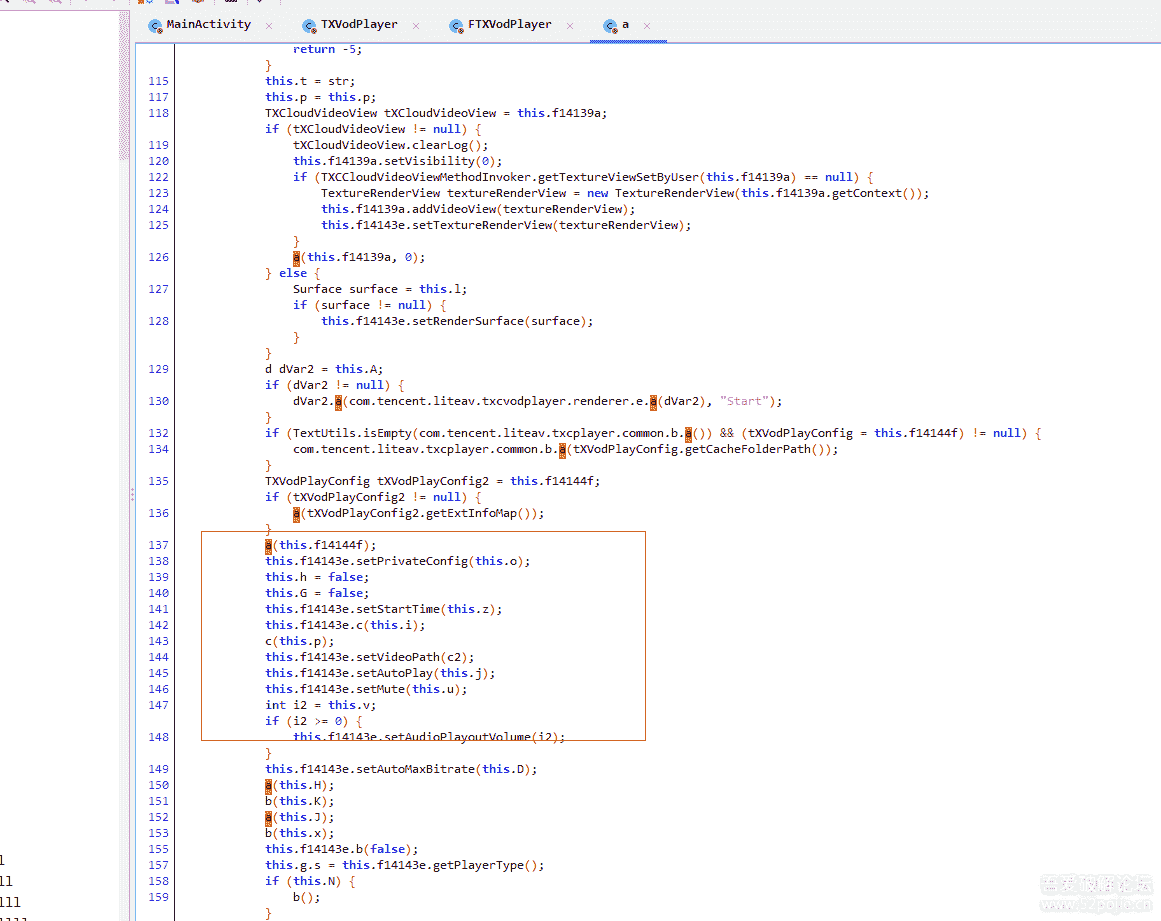 MainActivity × TXVodPlayer × FTXVodPlayer × a ×
return -5;
}
115 this.t = str;
117 this.p = this.p;
118 TXCloudVideoView tXCloudVideoView = this.f14139a;
if (tXCloudVideoView != null) {
119 tXCloudVideoView.clearLog();
120 this.f14139a.setVisibility(0);
122 if (TXCCloudVideoViewMethodInvoker.getTextureViewSetByUser(this.f14139a) == null) {
123 TextureRenderView textureRenderView = new TextureRenderView(this.f14139a.getContext());
124 this.f14139a.addVideoView(textureRenderView);
125 this.f14143e.setTextureRenderView(textureRenderView);
}
126 a(this.f14139a, 0);
} else {
127 Surface surface = this.l;
if (surface != null) {
128 this.f14143e.setRenderSurface(surface);
}
}
129 d dVar2 = this.A;
if (dVar2 != null) {
130 dVar2.a(com.tencent.liteav.txcvodplayer.renderer.e.a(dVar2), "Start");
}
132 if (TextUtils.isEmpty(com.tencent.liteav.txcplayer.common.b.a()) && (tXVodPlayConfig = this.f14144f) != null) {
134 com.tencent.liteav.txcplayer.common.b.a(tXVodPlayConfig.getCacheFolderPath());
}
135 TXVodPlayConfig tXVodPlayConfig2 = this.f14144f;
if (tXVodPlayConfig2 != null) {
136 a(tXVodPlayConfig2.getExtInfoMap());
}
137 a(this.f14144f);
138 this.f14143e.setPrivateConfig(this.o);
139 this.h = false;
140 this.G = false;
141 this.f14143e.setStartTime(this.z);
142 this.f14143e.c(this.i);
143 c(this.p);
144 this.f14143e.setVideoPath(c2);
145 this.f14143e.setAutoPlay(this.j);
146 this.f14143e.setMute(this.u);
147 int i2 = this.v;
if (i2 >= 0) {
148 this.f14143e.setAudioPlayoutVolume(i2);
}
149 this.f14143e.setAutoMaxBitrate(this.D);
150 a(this.H);
151 b(this.K);
152 a(this.J);
153 b(this.x);
155 this.f14143e.b(false);
157 this.g.s = this.f14143e.getPlayerType();
158 if (this.N) {
159 b();
}
吾爱破解论坛
www.52pojie.cn